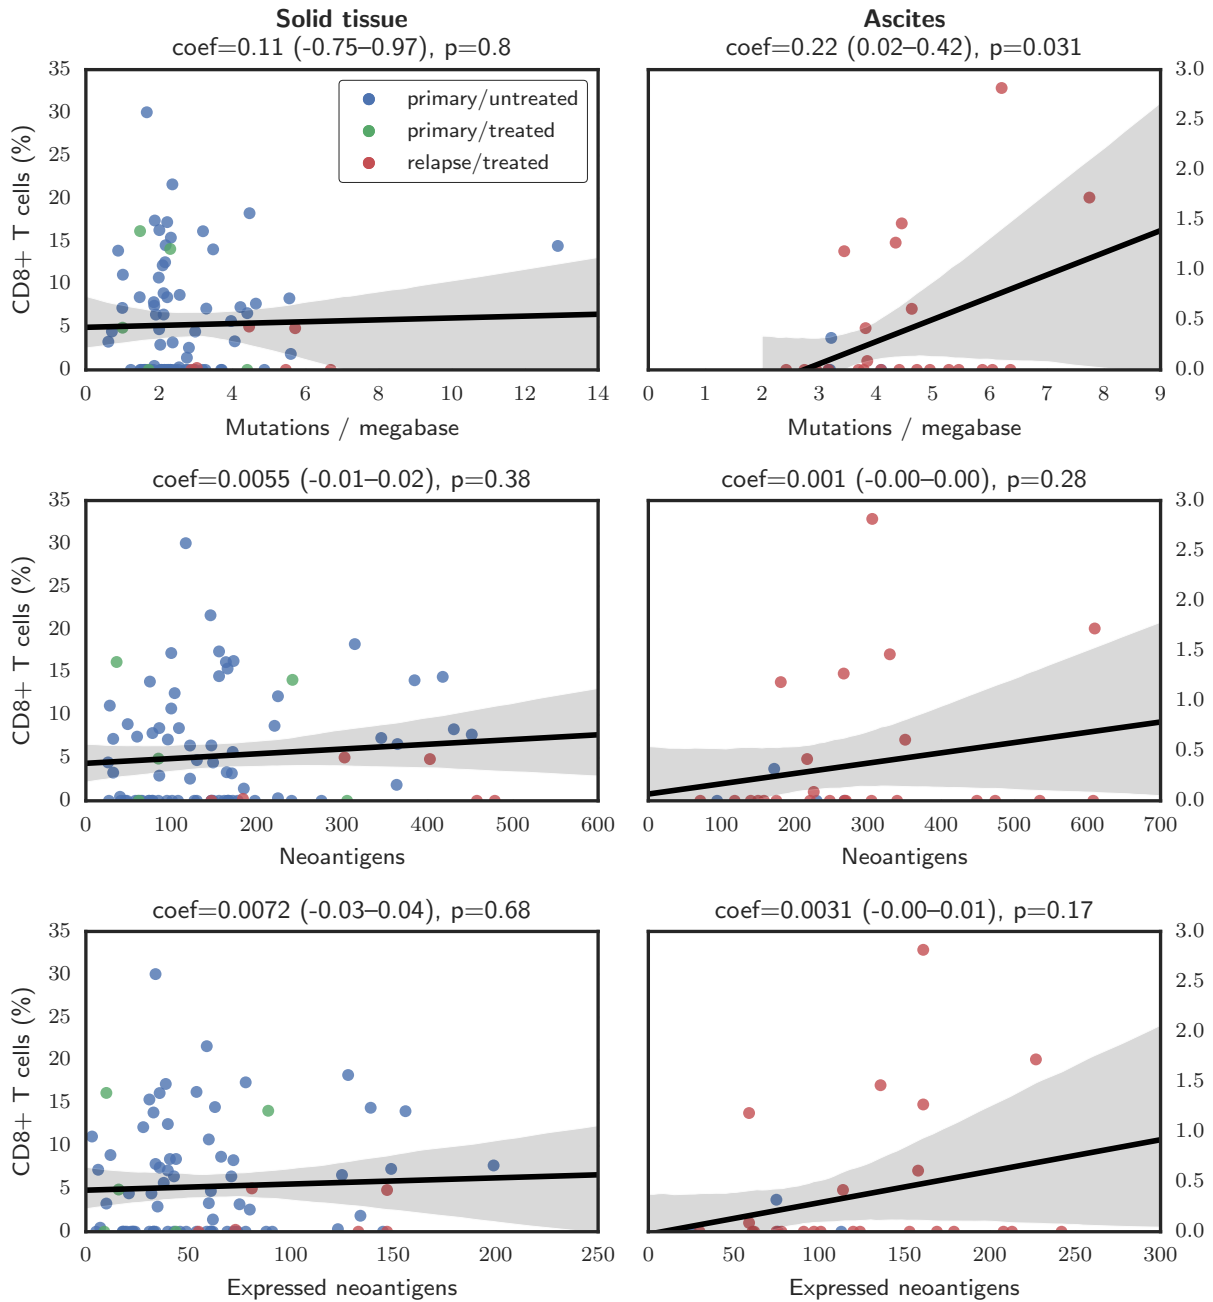 Solid tissue
coef=0.11 (-0.75–0.97), p=0.8
35
30
25
20
15
10
5
0
CD8+ T cells (%)
primary/untreated
primary/treated
relapse/treated
0 2 4 6 8 10 12 14
Mutations / megabase
Ascites
coef=0.22 (0.02–0.42), p=0.031
3.0
2.5
2.0
1.5
1.0
0.5
0.0
0 1 2 3 4 5 6 7 8 9
Mutations / megabase
coef=0.0055 (-0.01–0.02), p=0.38
35
30
25
20
15
10
5
0
CD8+ T cells (%)
0 100 200 300 400 500 600
Neoantigens
coef=0.001 (-0.00–0.00), p=0.28
3.0
2.5
2.0
1.5
1.0
0.5
0.0
0 100 200 300 400 500 600 700
Neoantigens
coef=0.0072 (-0.03–0.04), p=0.68
35
30
25
20
15
10
5
0
CD8+ T cells (%)
0 50 100 150 200 250
Expressed neoantigens
coef=0.0031 (-0.00–0.01), p=0.17
3.0
2.5
2.0
1.5
1.0
0.5
0.0
0 50 100 150 200 250 300
Expressed neoantigens